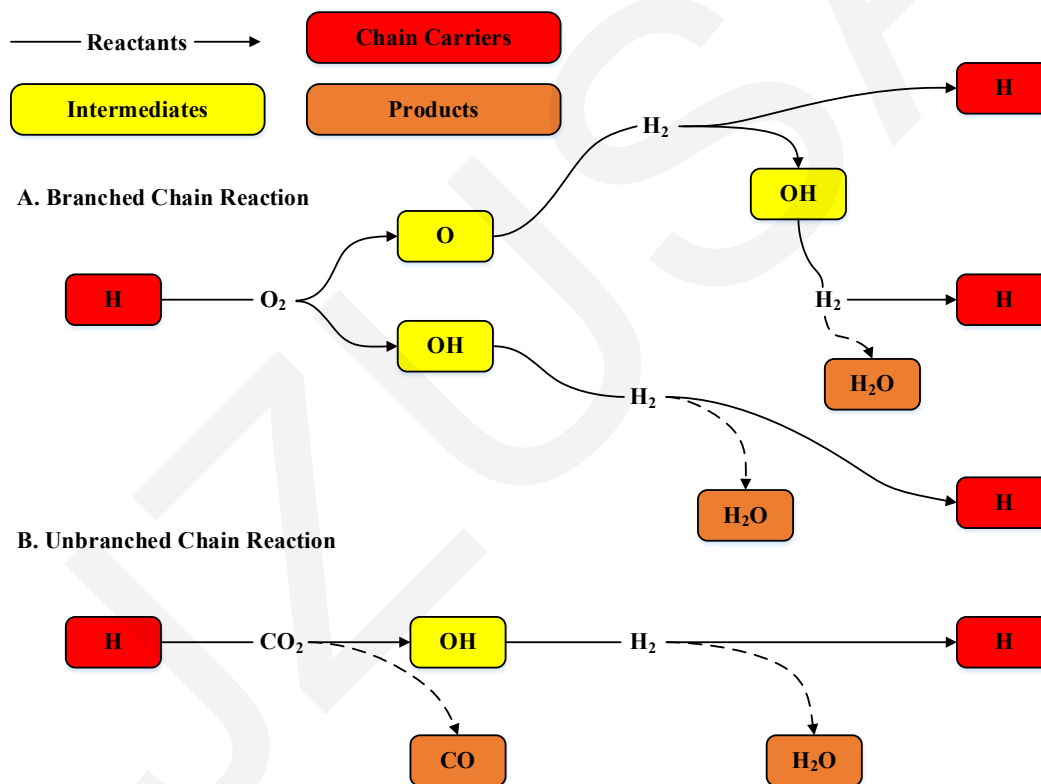 Reactants
Chain Carriers
Intermediates
Products
A. Branched Chain Reaction
H
O₂
O
OH
H₂
H
OH
H₂
H
H₂O
H₂
H₂O
H
B. Unbranched Chain Reaction
H
CO₂
OH
H₂
H
CO
H₂O
JZUSA